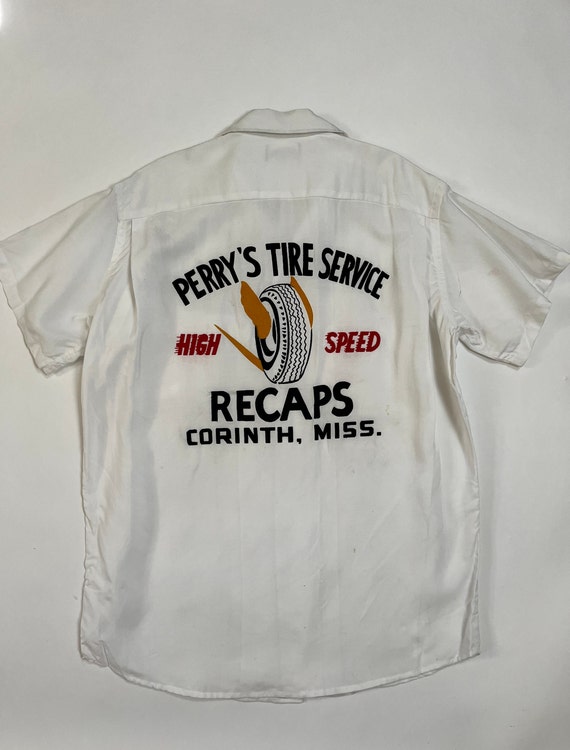 PERRY'S TIRE SERVICE
HIGH SPEED
RECAPS
CORINTH, MISS.